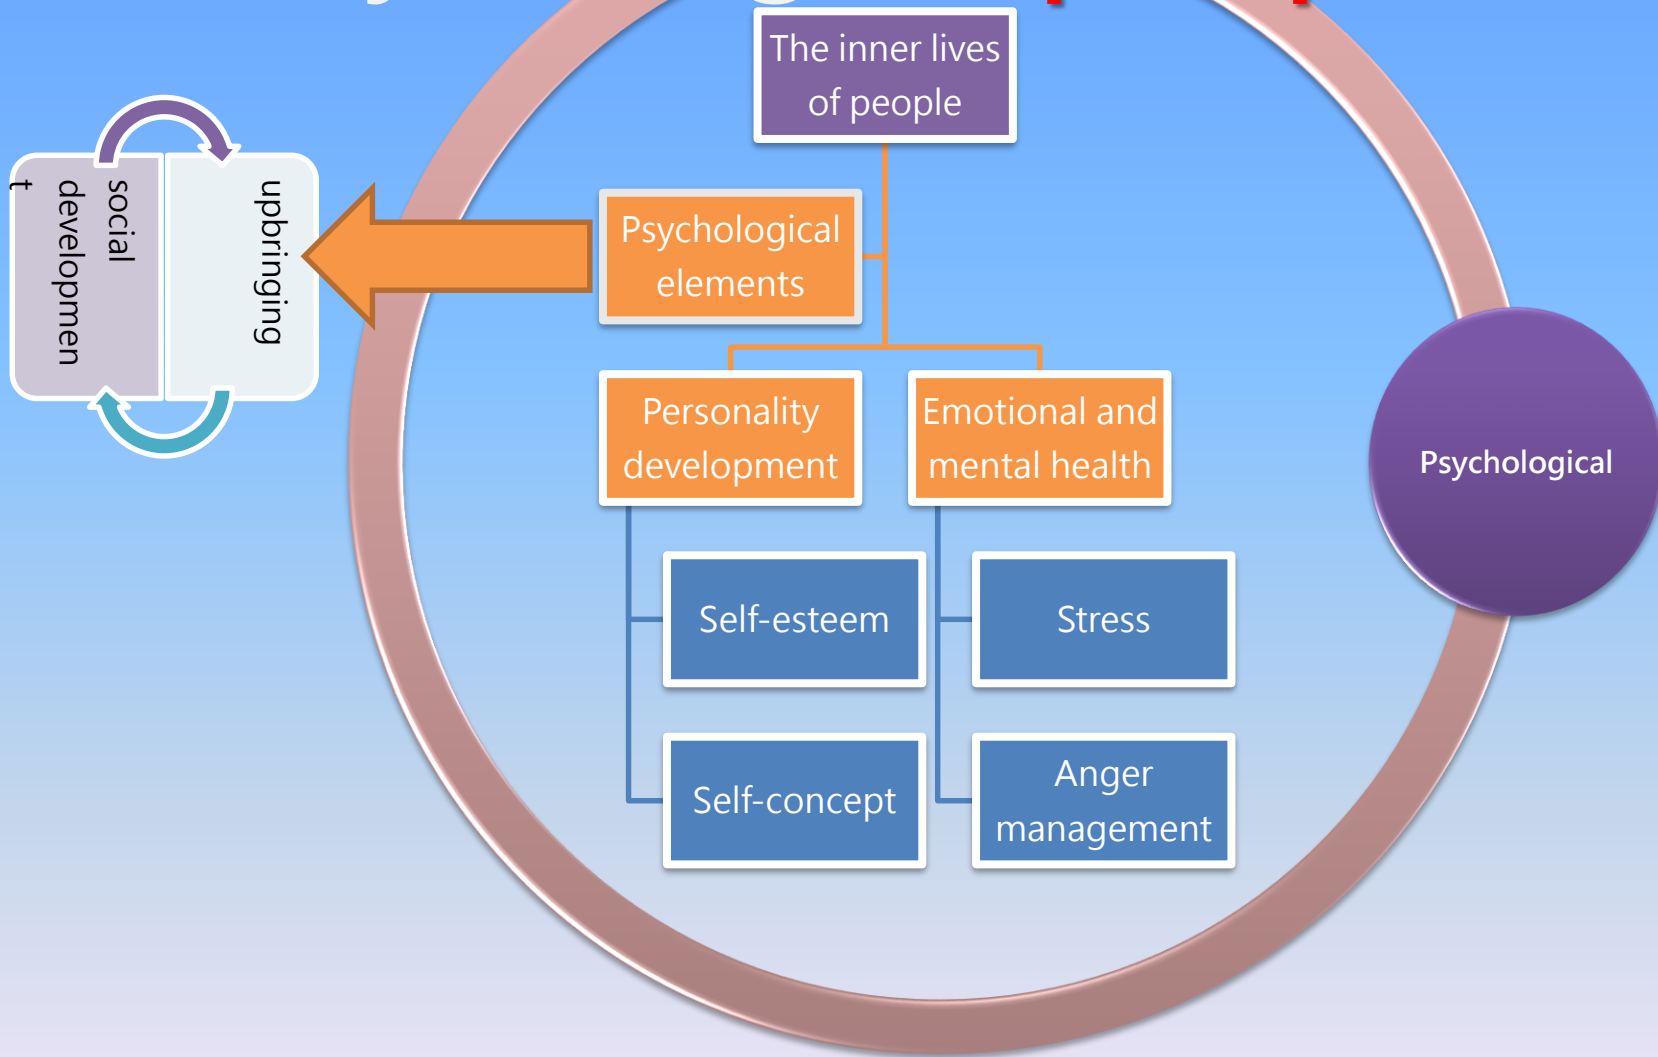 The inner lives
of people
Psychological
elements
upbringing
social
developmen
t
Personality
development
Emotional and
mental health
Psychological
Self-esteem
Stress
Self-concept
Anger
management